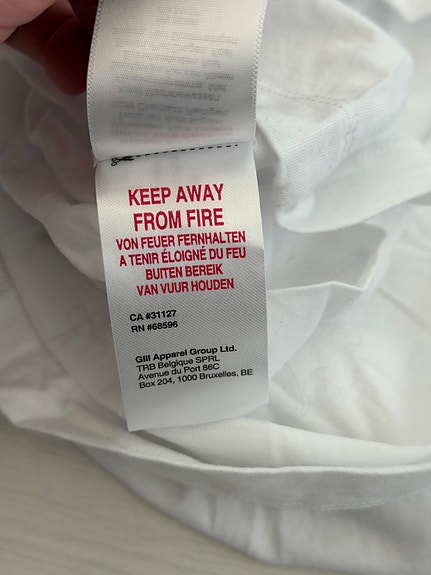 KEEP AWAY
FROM FIRE
VON FEUER FERNHALTEN
A TENIR ÉLOIGNÉ DU FEU
BUITEN BEREIK
VAN VUUR HOUDEN
CA #31127
RN #68596
Gill Apparel Group Ltd.
TRB Belgique SPRL
Avenue du Port 86C
Box 204, 1000 Bruxelles, BE